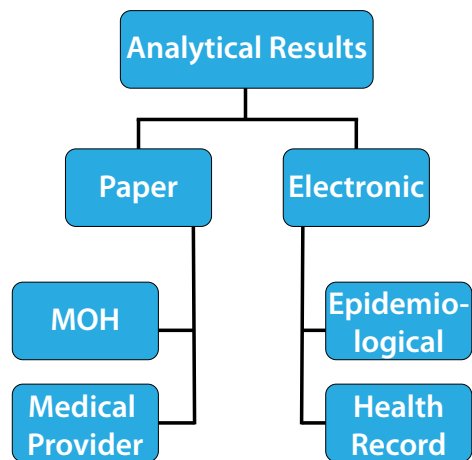 Analytical Results
Paper
Electronic
MOH
Epidemio-
logical
Medical
Provider
Health
Record